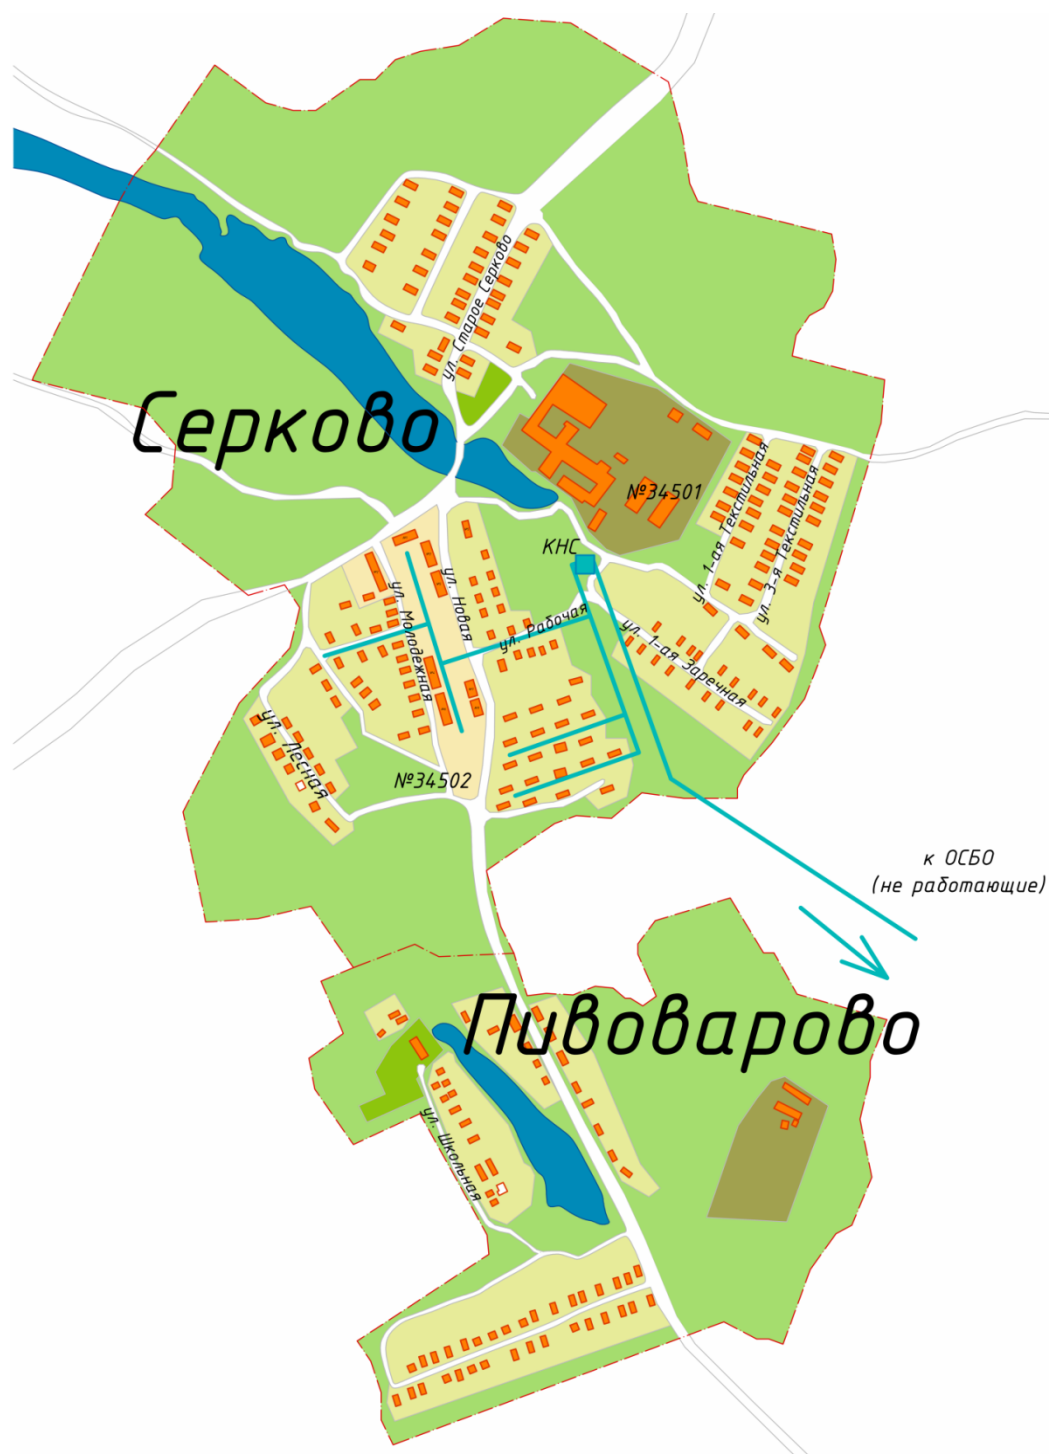 ул. Старое Серково
Серково
№34501
ул. 1-ая Текстильная
ул. 3-я Текстильная
КНС
ул. Молодежная
ул. Новая
ул. Рабочая
ул. 1-ая Заречная
ул. Лесная
№34502
к ОСБО
(не работающие)
Пивоварово
ул. Школьная